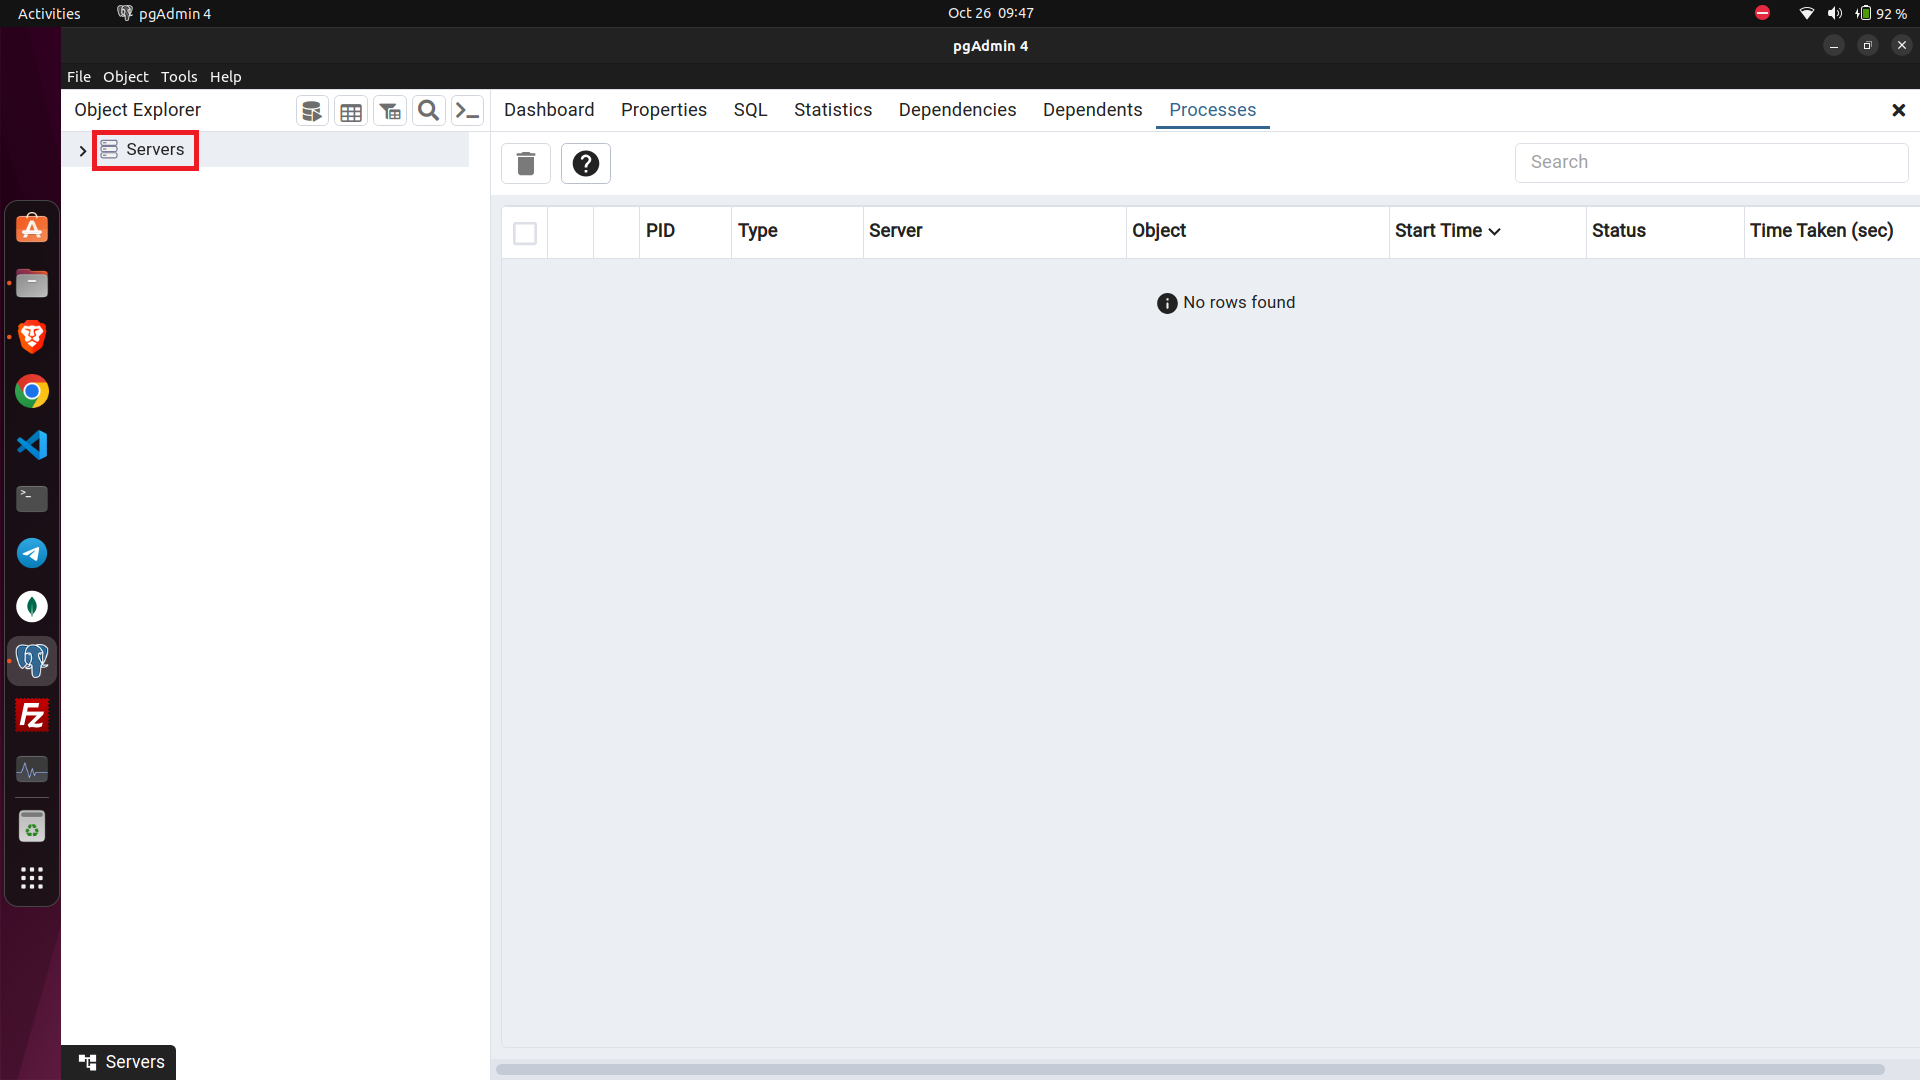 Activities pgAdmin 4 Oct 26 09:47 92 %
pgAdmin 4
File Object Tools Help
Object Explorer Dashboard Properties SQL Statistics Dependencies Dependents Processes
Servers
Search
PID Type Server Object Start Time Status Time Taken (sec)
No rows found
Servers